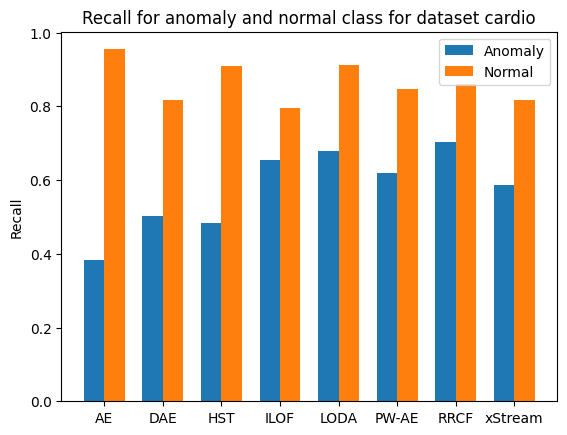 Recall for anomaly and normal class for dataset cardio
1.0
Anomaly
Normal
0.8
0.6
Recall
0.4
0.2
0.0
AE DAE HST ILOF LODA PW-AE RRCF xStream